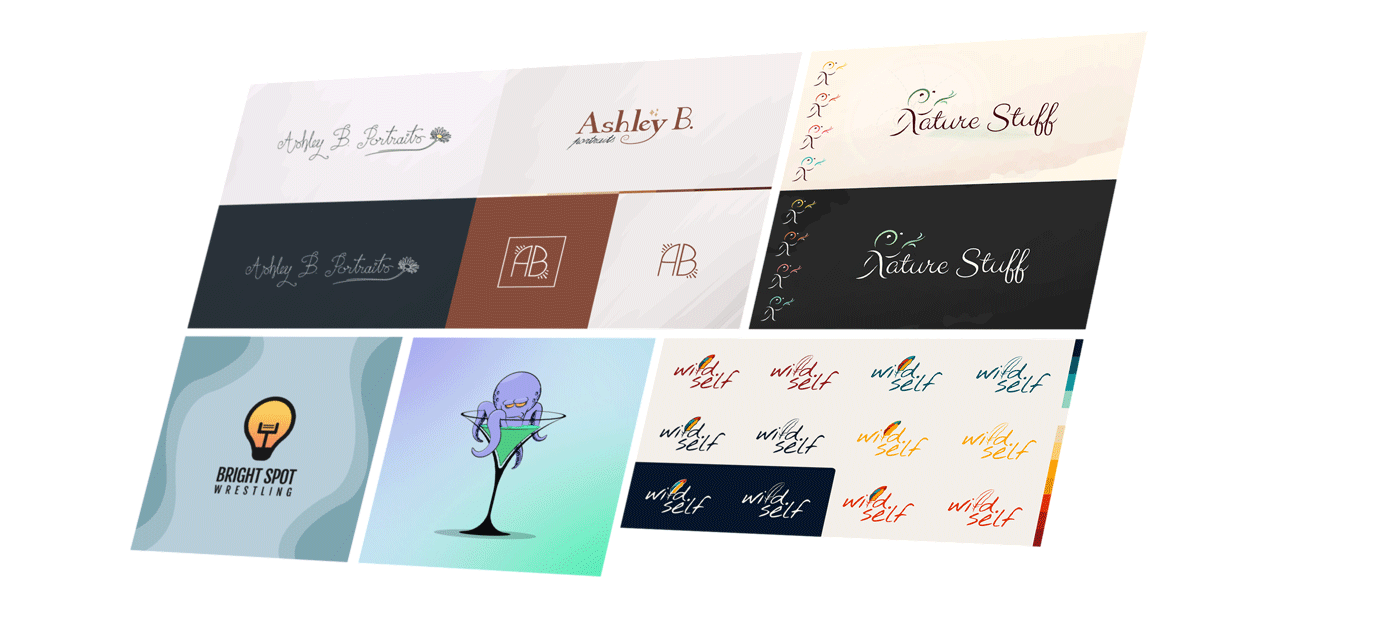 Ashley B Portraits
Ashley B.
portraits
Nature Stuff
Ashley B Portraits
AB
AB
Nature Stuff
BRIGHT SPOT
WRESTLING
wild.
self
wild.
self
wild.
self
wild.
self
wild.
self
wild.
self
wild.
self
wild.
self
wild.
self
wild.
self
wild.
self
wild.
self